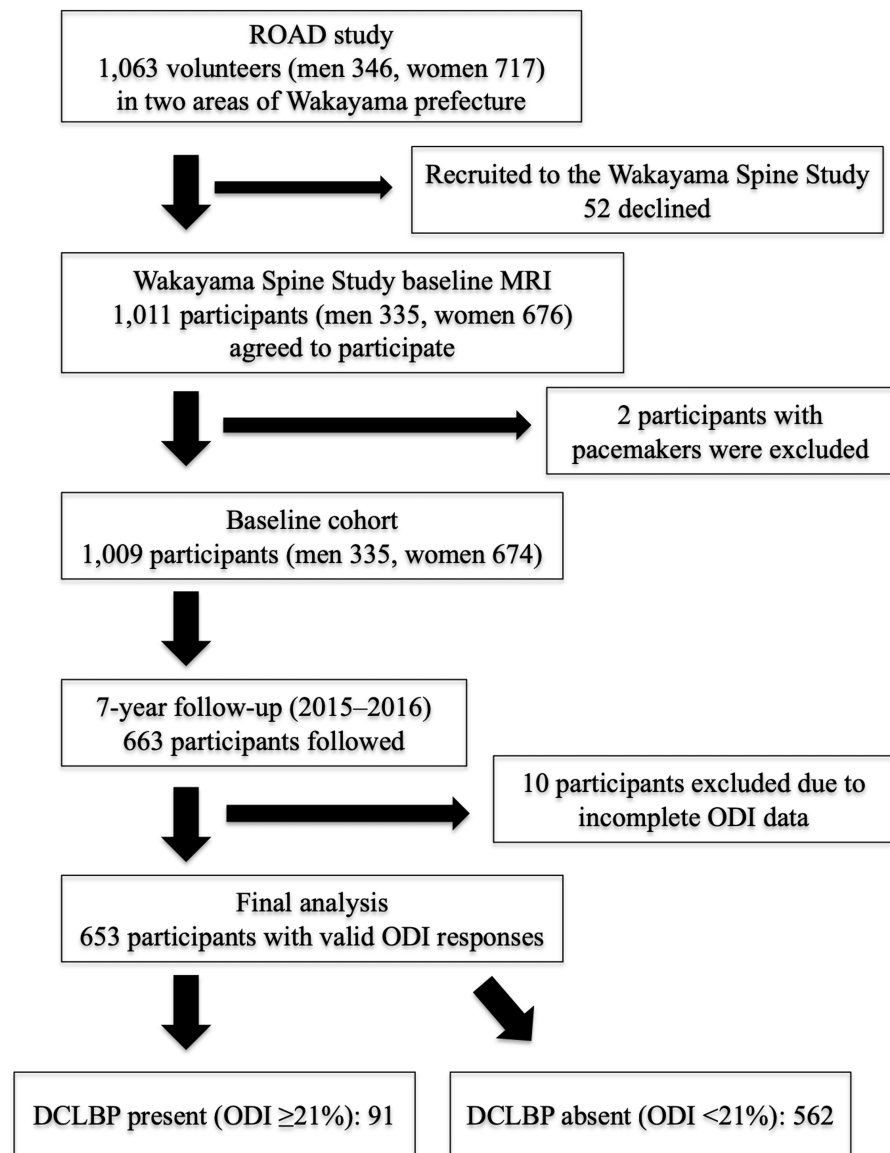 ROAD study
1,063 volunteers (men 346, women 717)
in two areas of Wakayama prefecture
Recruited to the Wakayama Spine Study
52 declined
Wakayama Spine Study baseline MRI
1,011 participants (men 335, women 676)
agreed to participate
2 participants with
pacemakers were excluded
Baseline cohort
1,009 participants (men 335, women 674)
7-year follow-up (2015–2016)
663 participants followed
10 participants excluded due to
incomplete ODI data
Final analysis
653 participants with valid ODI responses
DCLBP present (ODI ≥21%): 91
DCLBP absent (ODI <21%): 562